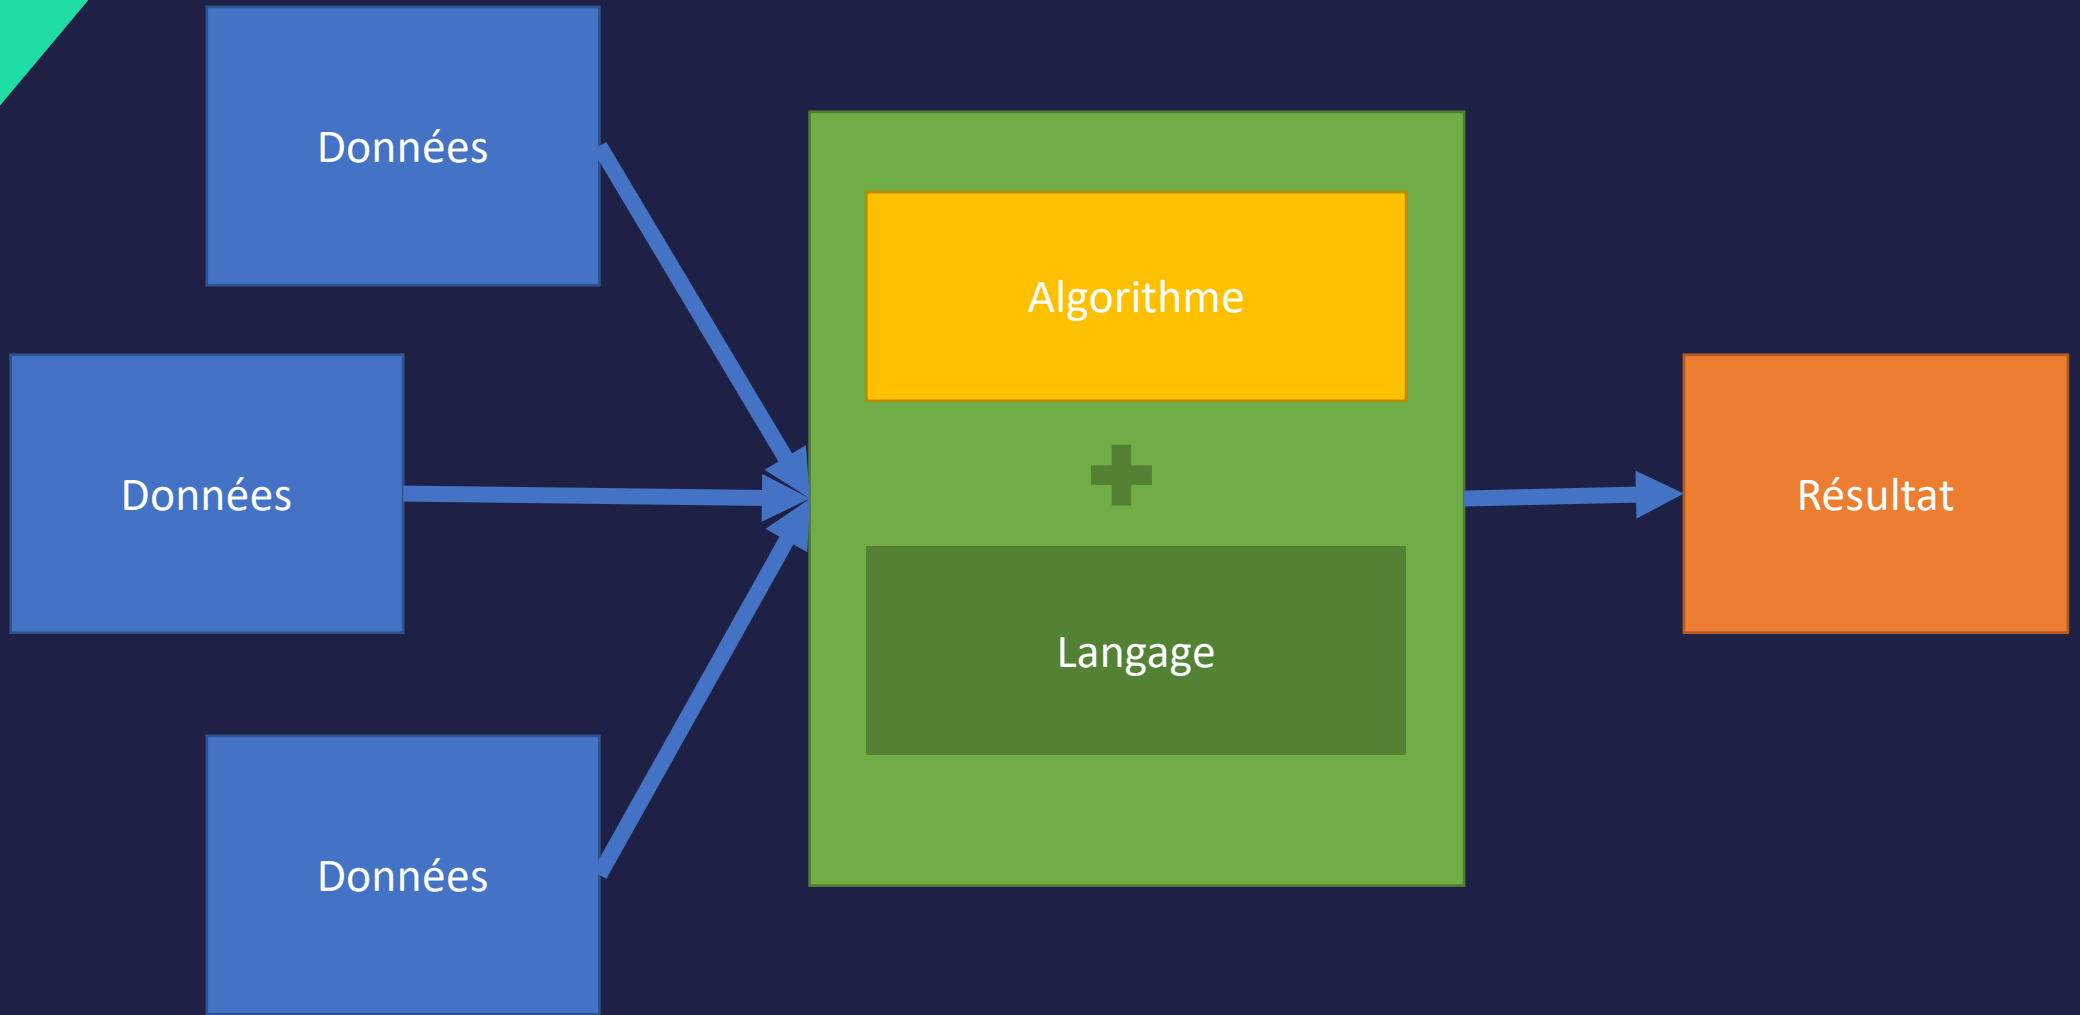 Données
Données
Données
Algorithme
Langage
Résultat